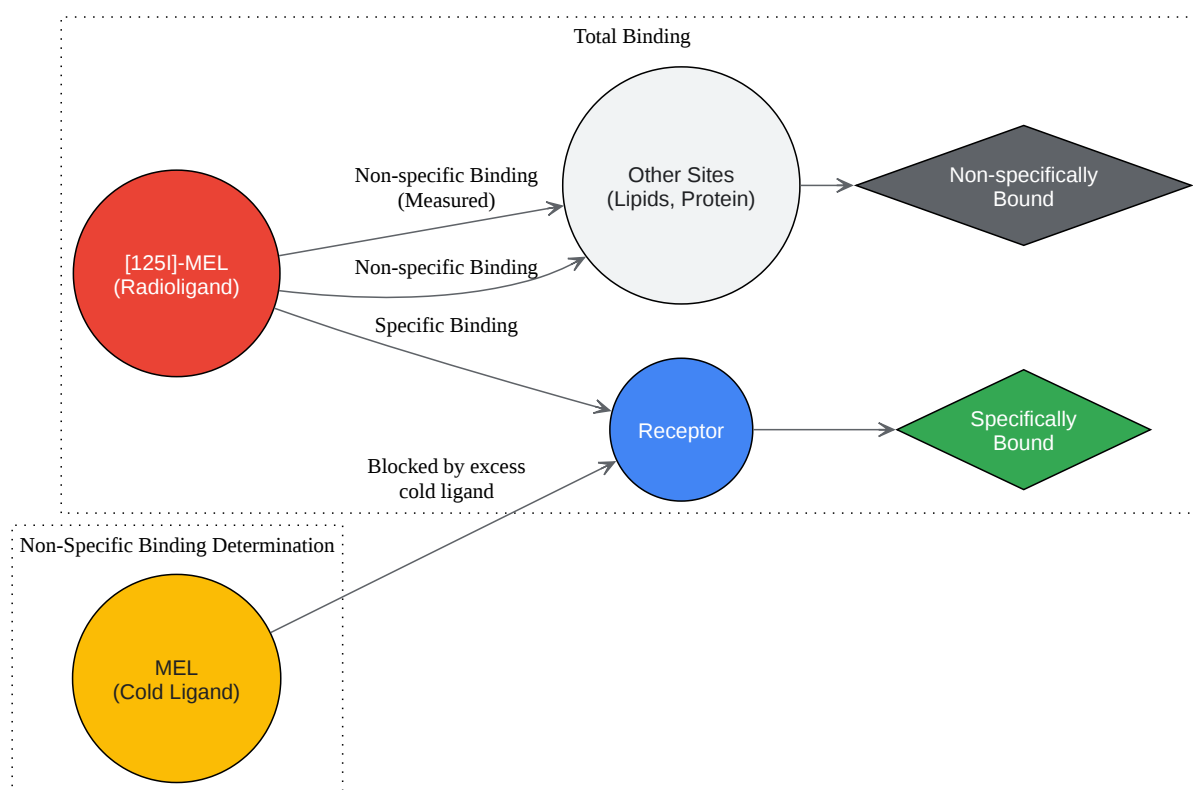 Total Binding
Non-specific Binding
(Measured)
Other Sites
(Lipids, Protein)
Non-specifically
Bound
[125I]-MEL
(Radioligand)
Non-specific Binding
Specific Binding
Receptor
Specifically
Bound
Blocked by excess
cold ligand
Non-Specific Binding Determination
MEL
(Cold Ligand)